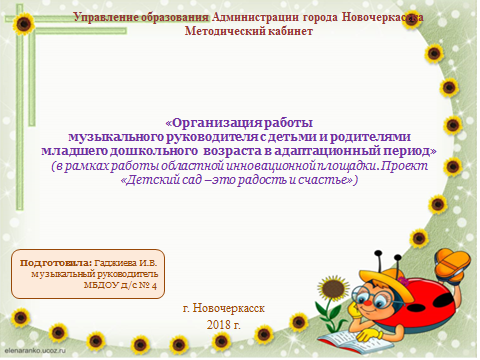 Управление образования Администрации города Новочеркасска
Методический кабинет
«Организация работы
музыкального руководителя с детьми и родителями
младшего дошкольного возраста в адаптационный период»
(в рамках работы областной инновационной площадки. Проект
«Детский сад – это радость и счастье»)
Подготовила: Гаджиева И.В.
музыкальный руководитель
МБДОУ д/с № 4
г. Новочеркасск
2018 г.
elenaranko.ucoz.ru